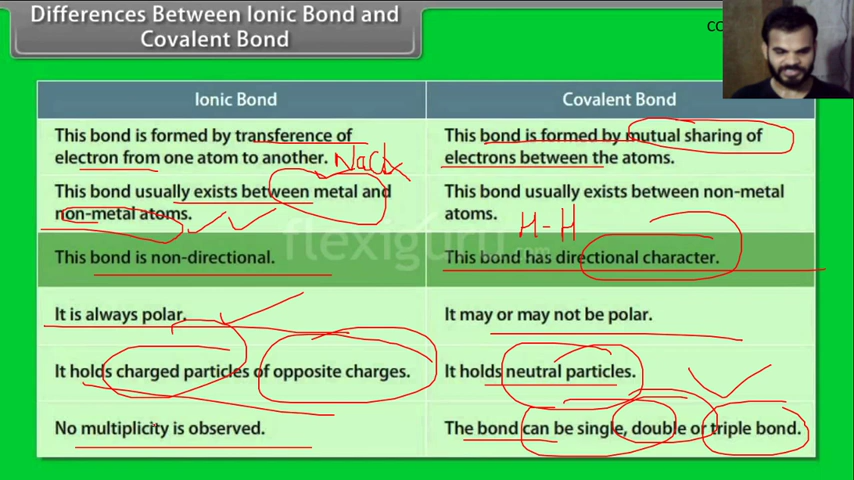 Differences Between Ionic Bond and
Covalent Bond
Ionic Bond
Covalent Bond
This bond is formed by transference of
electron from one atom to another.
NaCl
This bond is formed by mutual sharing of
electrons between the atoms.
This bond usually exists between metal and
non-metal atoms.
This bond usually exists between non-metal
atoms.
H-H
flexiguru.com
This bond is non-directional.
This bond has directional character.
It is always polar.
It may or may not be polar.
It holds charged particles of opposite charges.
It holds neutral particles.
No multiplicity is observed.
The bond can be single, double or triple bond.